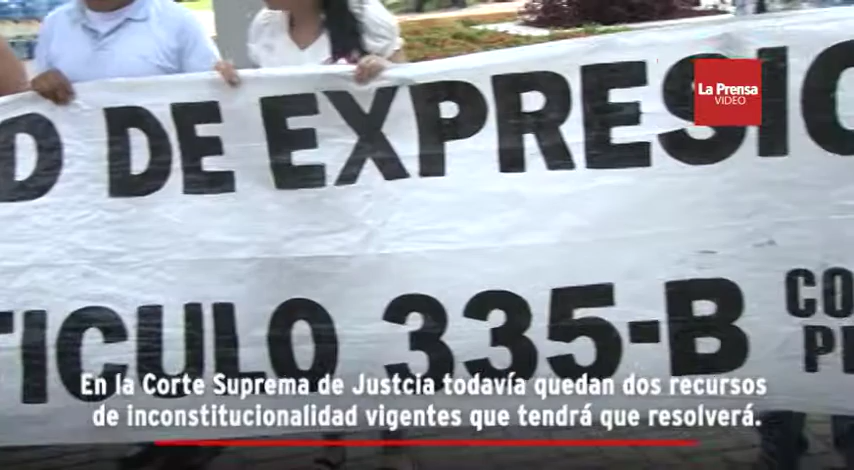 La Prensa
VIDEO
D DE EXPRESIO
TICULO 335-B
CO
En la Corte Suprema de Justcia todavía quedan dos recursos
de inconstitucionalidad vigentes que tendrá que resolverá.